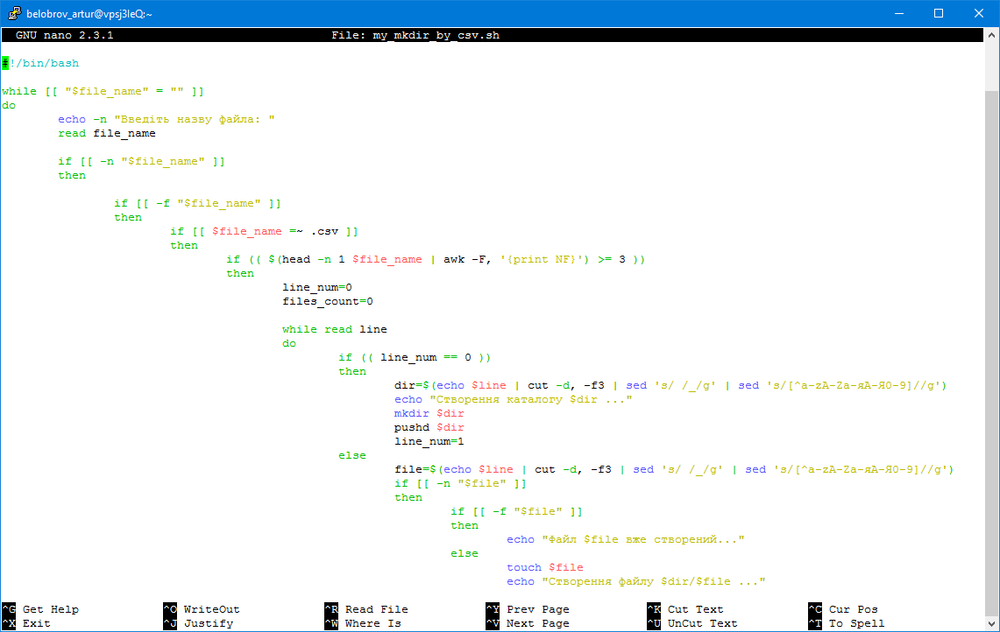 belobrov_artur@vpsj3leQ:~
GNU nano 2.3.1 File: my_mkdir_by_csv.sh
#!/bin/bash
while [[ "$file_name" = "" ]]
do
echo -n "Введіть назву файла: "
read file_name
if [[ -n "$file_name" ]]
then
if [[ -f "$file_name" ]]
then
if [[ $file_name =~ .csv ]]
then
if (( $(head -n 1 $file_name | awk -F, '{print NF}') >= 3 ))
then
line_num=0
files_count=0
while read line
do
if (( line_num == 0 ))
then
dir=$(echo $line | cut -d, -f3 | sed 's/ /_/g' | sed 's/[^a-zA-Za-яА-Я0-9]//g')
echo "Створення каталогу $dir ..."
mkdir $dir
pushd $dir
line_num=1
else
file=$(echo $line | cut -d, -f3 | sed 's/ /_/g' | sed 's/[^a-zA-Za-яА-Я0-9]//g')
if [[ -n "$file" ]]
then
if [[ -f "$file" ]]
then
echo "Файл $file вже створений..."
else
touch $file
echo "Створення файлу $dir/$file ..."
^G Get Help ^O WriteOut ^R Read File ^Y Prev Page ^K Cut Text ^C Cur Pos
^X Exit ^J Justify ^W Where Is ^V Next Page ^U UnCut Text ^T To Spell